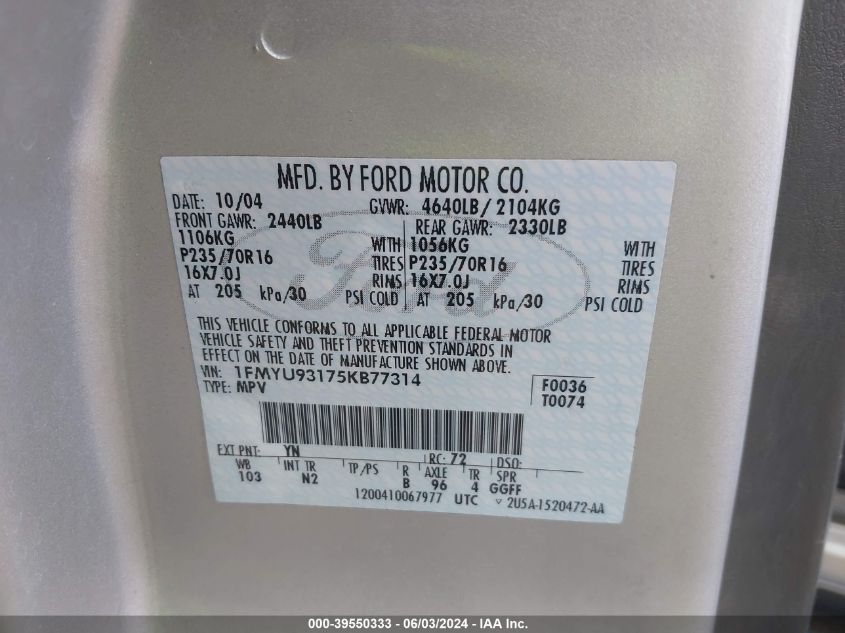 MFD. BY FORD MOTOR CO.
DATE: 10/04 GVWR: 4640LB/ 2104KG
FRONT GAWR: 2440LB REAR GAWR: 2330LB
1106KG WITH 1056KG WITH
P235/70R16 TIRES P235/70R16 TIRES
16X7.0J RIMS 16X7.0J RIMS
AT 205 kPa/30 PSI COLD AT 205 kPa/30 PSI COLD
Ford
THIS VEHICLE CONFORMS TO ALL APPLICABLE FEDERAL MOTOR
VEHICLE SAFETY AND THEFT PREVENTION STANDARDS IN
EFFECT ON THE DATE OF MANUFACTURE SHOWN ABOVE.
VIN: 1FMYU93175KB77314 F0036
TYPE: MPV T0074
EXT PNT: YN RC: 72 DSO:
WB INT TR TP/PS R AXLE TR SPR
103 N2 B 96 4 GGFF
1200410067977 UTC ▽ 2U5A-1520472-AA
000-39550333 - 06/03/2024 - IAA Inc.